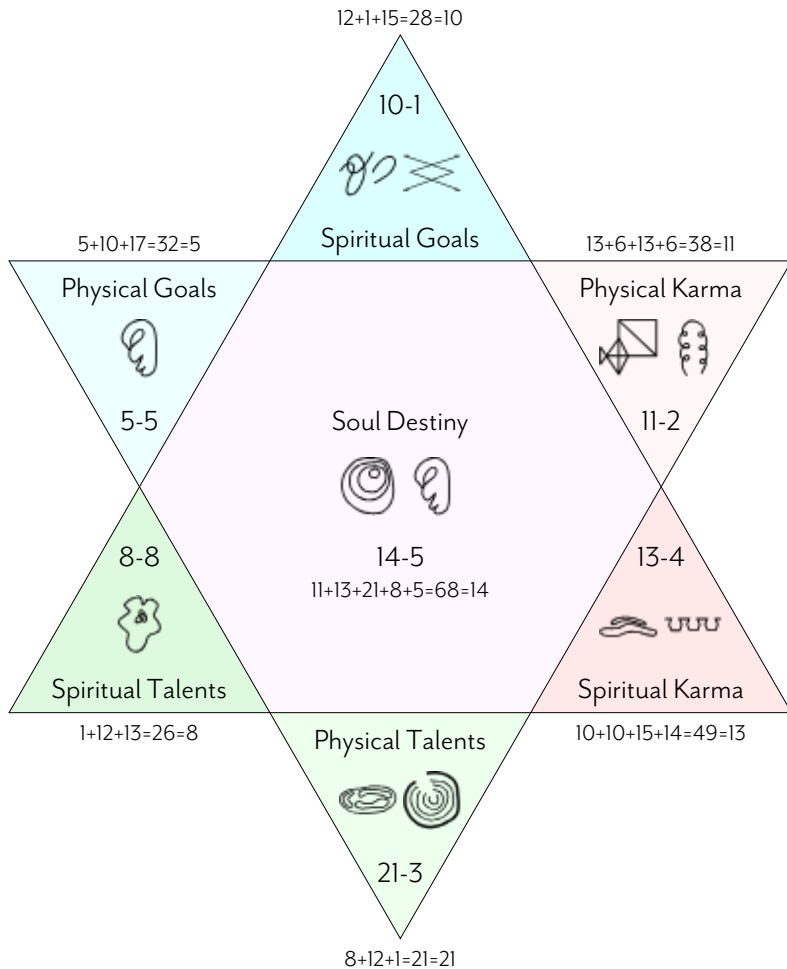 12+1+15=28=10
10-1
Spiritual Goals
5+10+17=32=5
13+6+13+6=38=11
Physical Goals
Physical Karma
5-5
11-2
Soul Destiny
8-8
14-5
13-4
11+13+21+8+5=68=14
Spiritual Talents
Spiritual Karma
1+12+13=26=8
Physical Talents
10+10+15+14=49=13
21-3
8+12+1=21=21